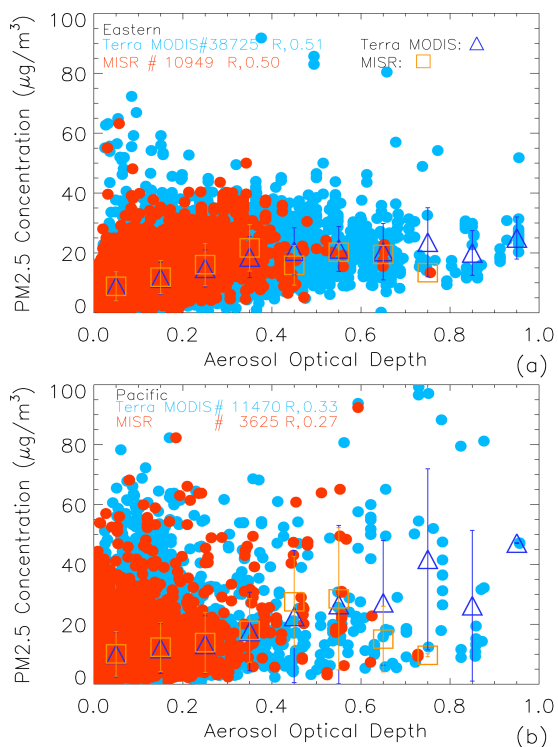 Eastern
Terra MODIS#38725 R,0.51
MISR # 10949 R,0.50
Terra MODIS:
MISR:
100
80
60
40
20
0
PM2.5 Concentration (μg/m³)
0.0 0.2 0.4 0.6 0.8 1.0
Aerosol Optical Depth
(a)
Pacific
Terra MODIS# 11470 R,0.33
MISR # 3625 R,0.27
100
80
60
40
20
0
PM2.5 Concentration (μg/m³)
0.0 0.2 0.4 0.6 0.8 1.0
Aerosol Optical Depth
(b)